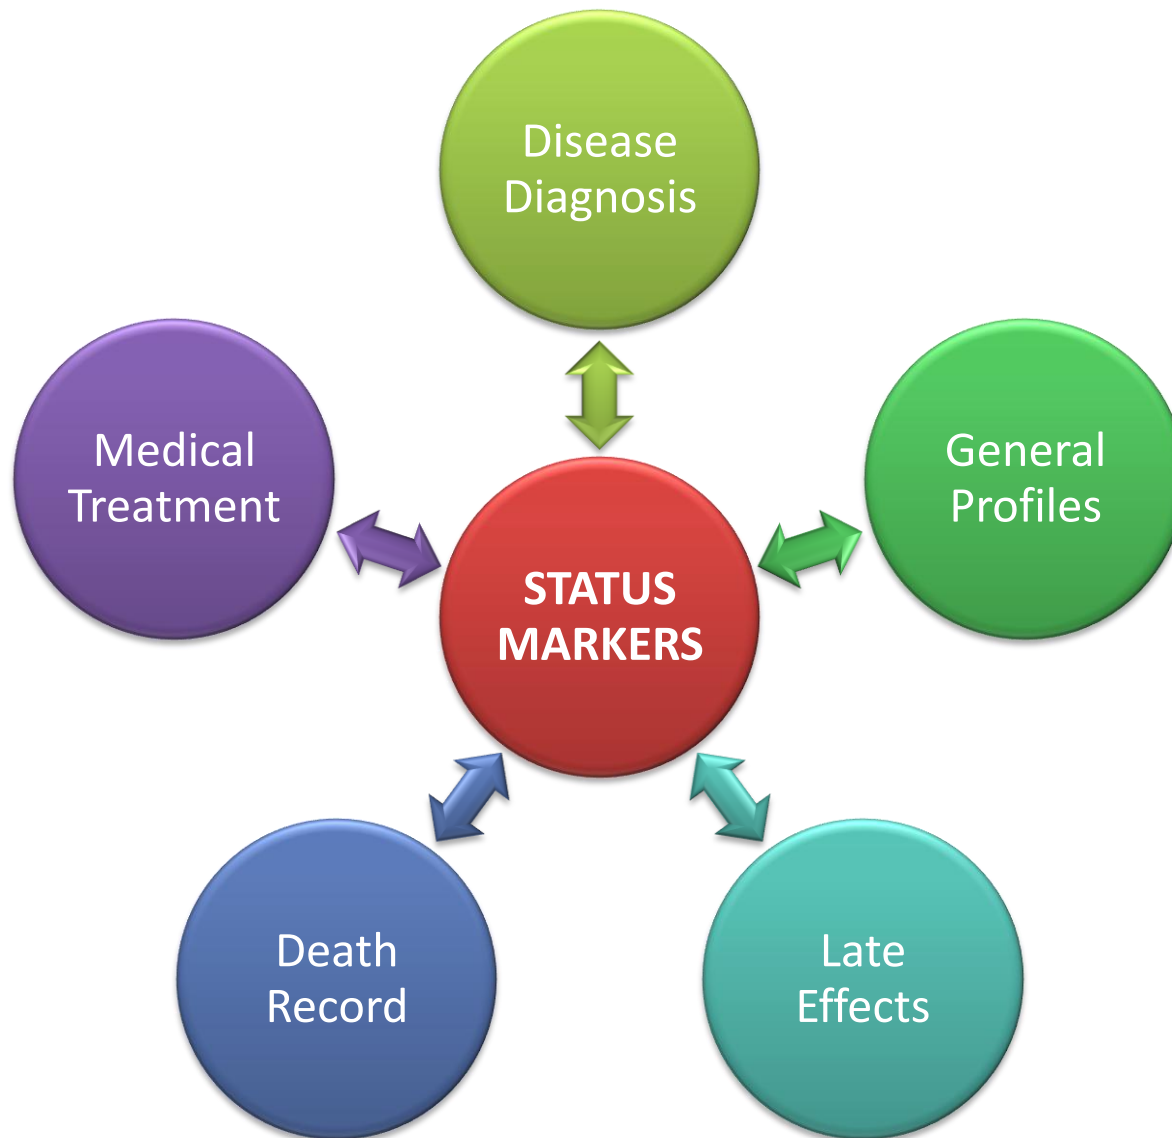 Disease
Diagnosis
Medical
Treatment
General
Profiles
STATUS
MARKERS
Death
Record
Late
Effects